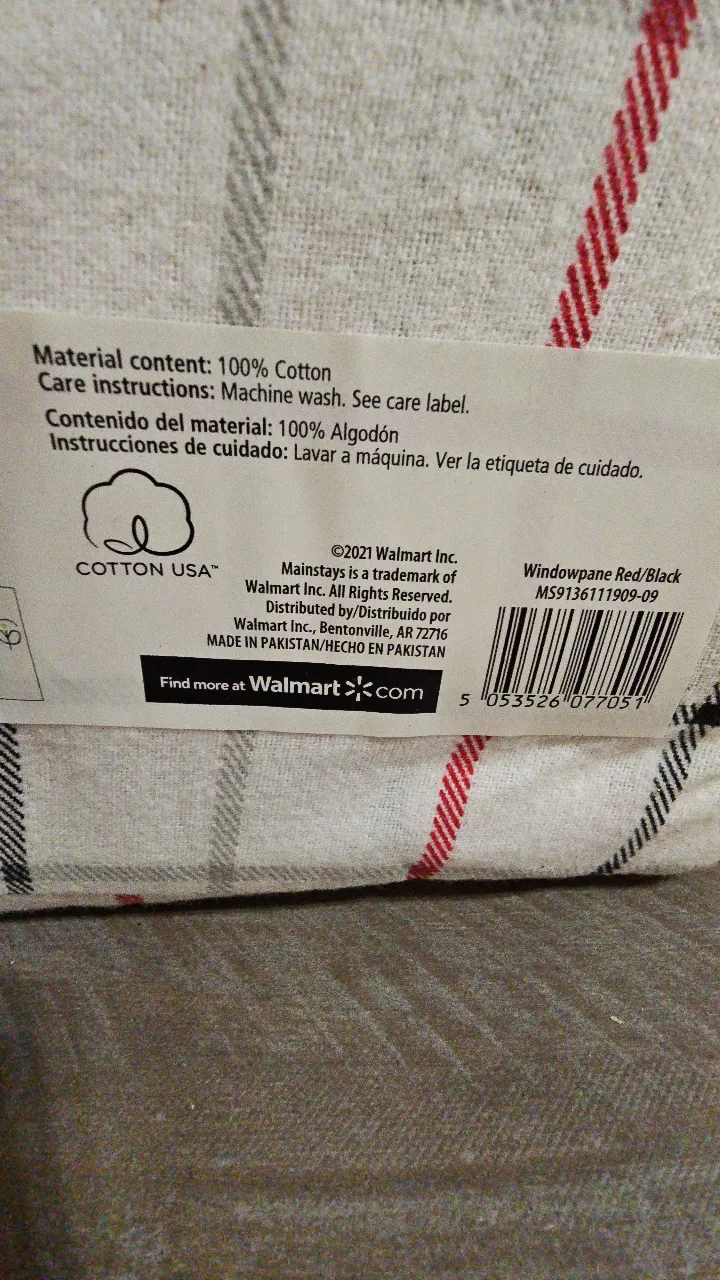 Material content: 100% Cotton
Care instructions: Machine wash. See care label.
Contenido del material: 100% Algodón
Instrucciones de cuidado: Lavar a máquina. Ver la etiqueta de cuidado.
COTTON USA™
©2021 Walmart Inc.
Mainstays is a trademark of
Walmart Inc. All Rights Reserved.
Distributed by/Distribuido por
Walmart Inc., Bentonville, AR 72716
MADE IN PAKISTAN/HECHO EN PAKISTAN
Find more at Walmart com
Windowpane Red/Black
MS9136111909-09
5 053526 077051